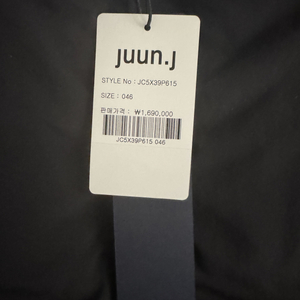 juun.j
STYLE No : JC5X39P615
SIZE : 046
판매가격 : ₩1,690,000
JC5X39P615 046